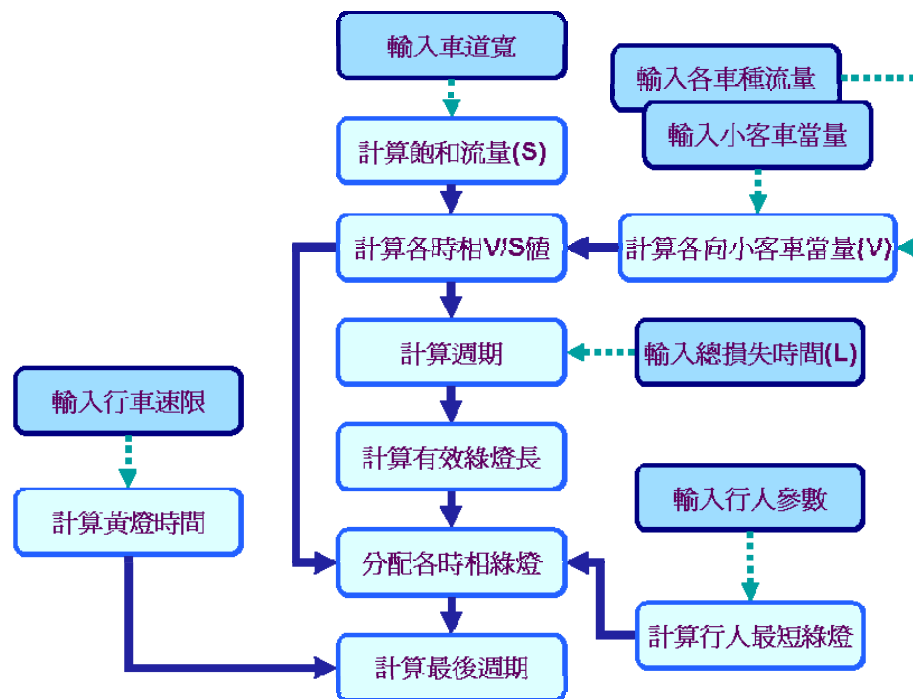 輸入車道寬
輸入各車種流量
輸入小客車當量
計算飽和流量(S)
計算各時相V/S值
計算各向小客車當量(V)
計算週期
輸入總損失時間(L)
輸入行車速限
計算有效綠燈長
輸入行人參數
計算黃燈時間
分配各時相綠燈
計算行人最短綠燈
計算最後週期